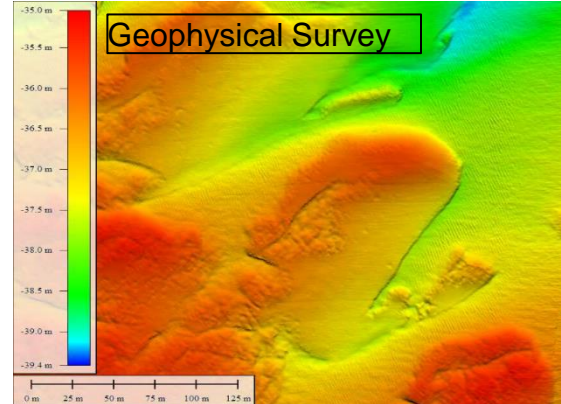 -35.0 m
Geophysical Survey
-35.5 m
-36.0 m
-36.5 m
-37.0 m
-37.5 m
-38.0 m
-38.5 m
-39.0 m
-39.4 m
0 m 25 m 50 m 75 m 100 m 125 m